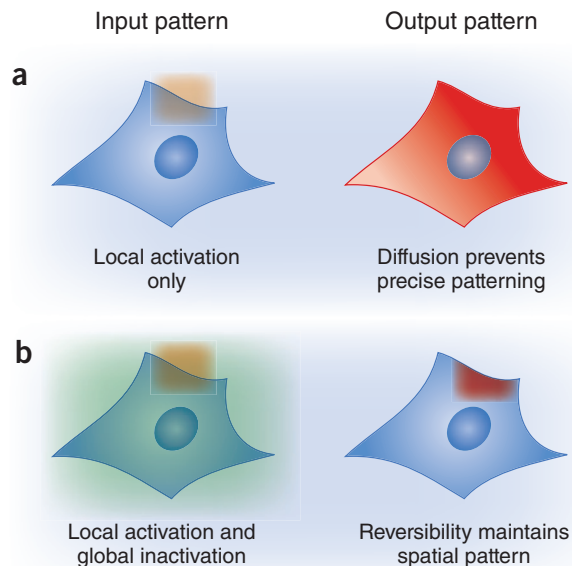 Input pattern
Output pattern
a
Local activation
only
Diffusion prevents
precise patterning
b
Local activation and
global inactivation
Reversibility maintains
spatial pattern